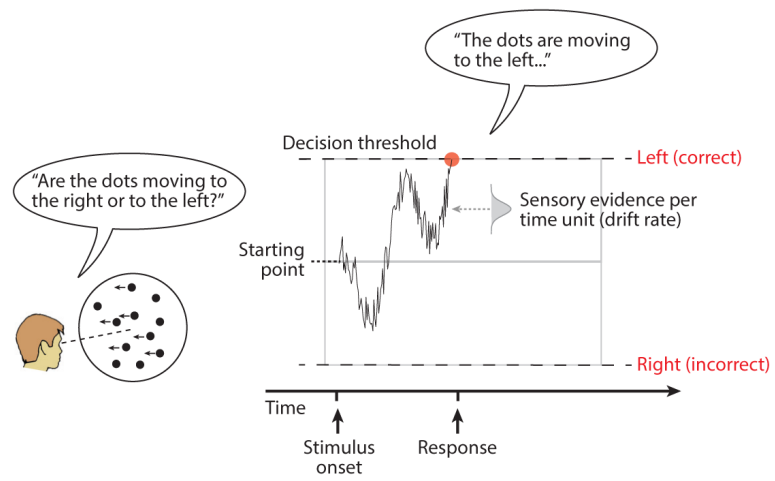 “Are the dots moving to
the right or to the left?”
“The dots are moving
to the left...”
Decision threshold
Left (correct)
Sensory evidence per
time unit (drift rate)
Starting
point
Right (incorrect)
Time
Stimulus
onset
Response